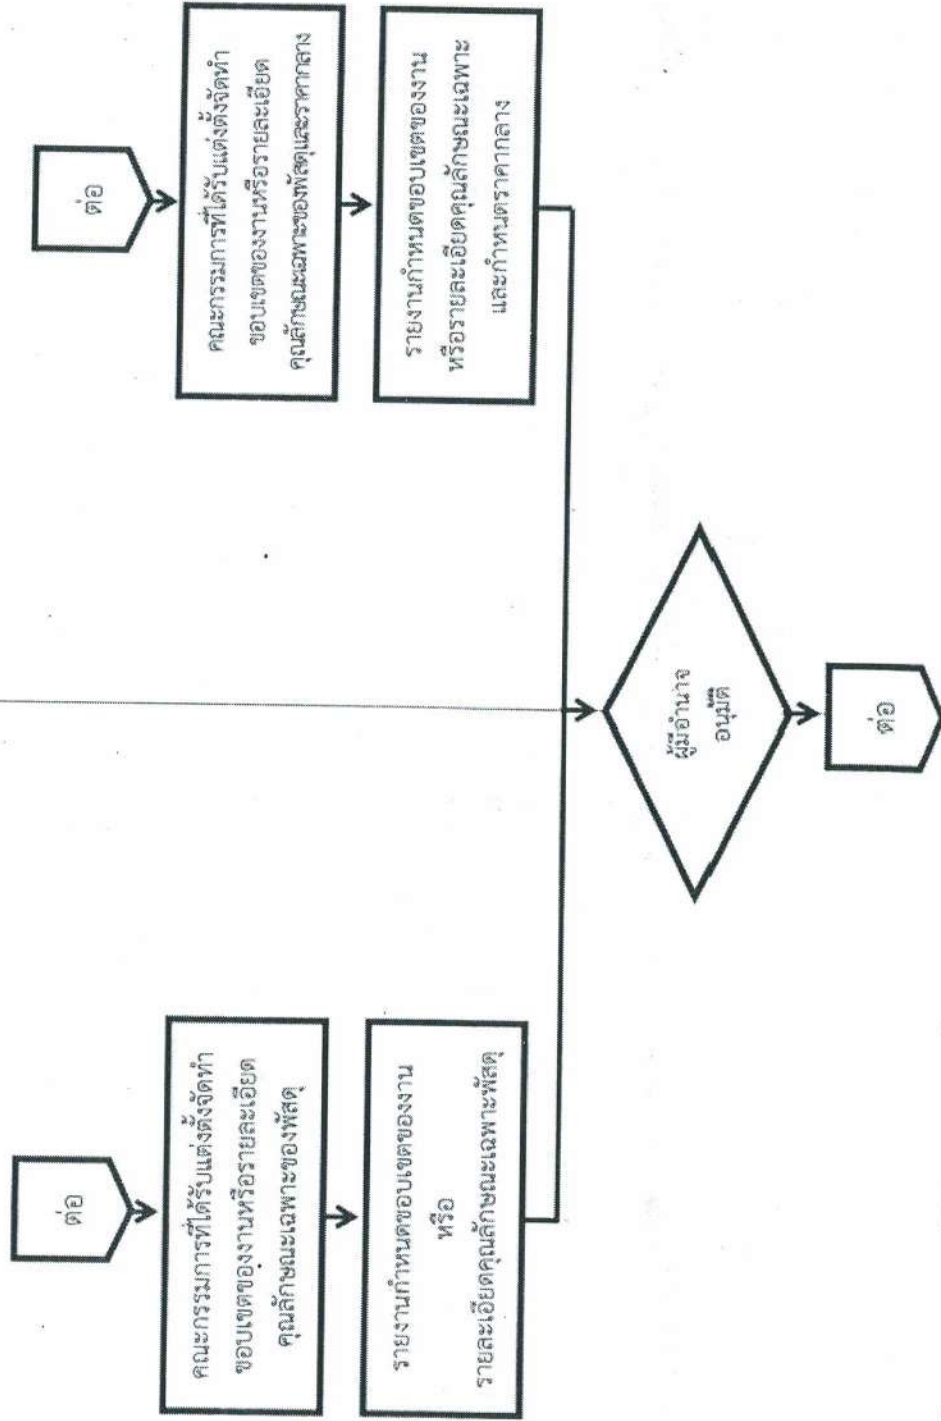 ต่อ
คณะกรรมการที่ได้รับแต่งตั้งจัดทำ
ขอบเขตของงานหรือรายละเอียด
คุณลักษณะเฉพาะของพัสดุ
รายงานกำหนดขอบเขตของงาน
หรือ
รายละเอียดคุณลักษณะเฉพาะพัสดุ
ต่อ
คณะกรรมการที่ได้รับแต่งตั้งจัดทำ
ขอบเขตของงานหรือรายละเอียด
คุณลักษณะเฉพาะของพัสดุและราคากลาง
รายงานกำหนดขอบเขตของงาน
หรือรายละเอียดคุณลักษณะเฉพาะ
และกำหนดราคากลาง
ผู้มีอำนาจ
อนุมัติ
ต่อ